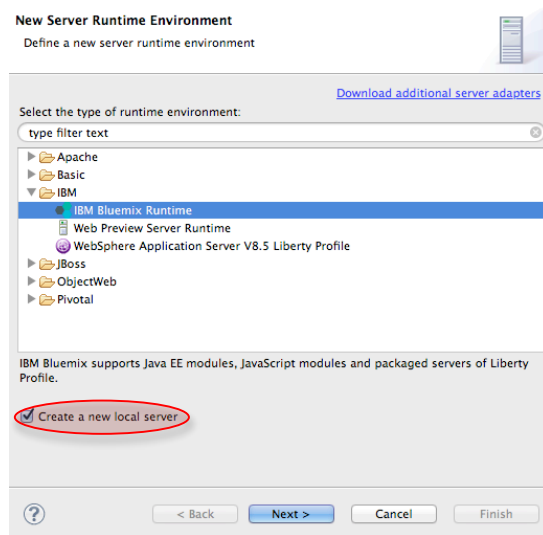 New Server Runtime Environment
Define a new server runtime environment
Download additional server adapters
Select the type of runtime environment:
type filter text
Apache
Basic
IBM
IBM Bluemix Runtime
Web Preview Server Runtime
WebSphere Application Server V8.5 Liberty Profile
JBoss
ObjectWeb
Pivotal
IBM Bluemix supports Java EE modules, JavaScript modules and packaged servers of Liberty
Profile.
Create a new local server
? < Back Next > Cancel Finish